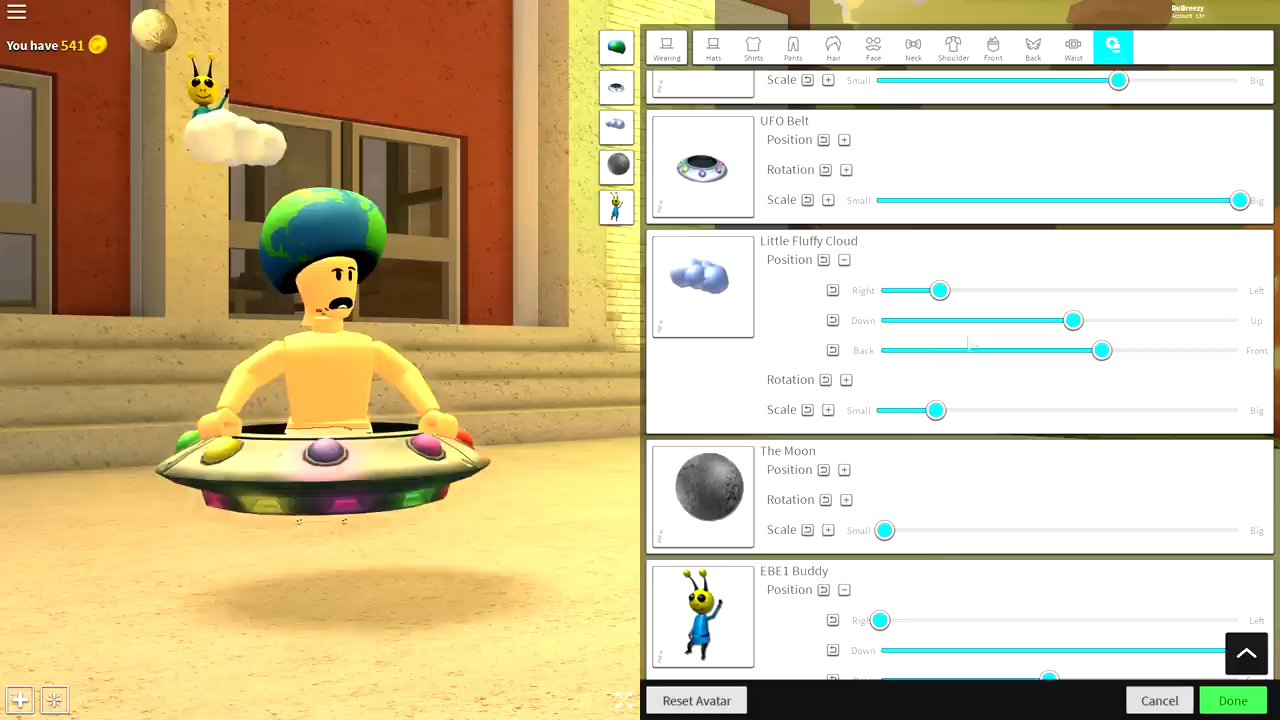 You have 541
DuBreezy
Account: 13+
Wearing
Hats
Shirts
Pants
Hair
Face
Neck
Shoulder
Front
Back
Waist
Scale Small Big
UFO Belt
Position
Rotation
Scale Small Big
Little Fluffy Cloud
Position
Right Left
Down Up
Back Front
Rotation
Scale Small Big
The Moon
Position
Rotation
Scale Small Big
EBE1 Buddy
Position
Right Left
Down
Reset Avatar
Cancel
Done